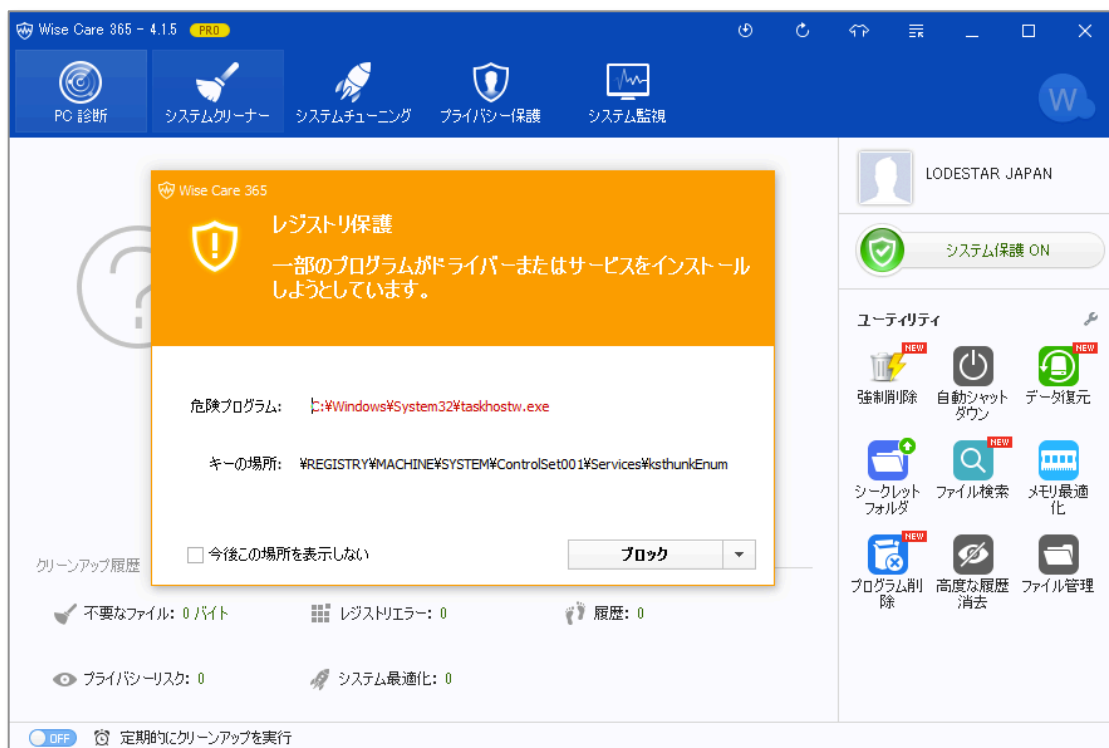 Wise Care 365 - 4.1.5 PRO
PC 診断
システムクリーナー
システムチューニング
プライバシー保護
システム監視
W
LODESTAR JAPAN
システム保護 ON
Wise Care 365
レジストリ保護
一部のプログラムがドライバーまたはサービスをインストール
しようとしています。
危険プログラム: C:¥Windows¥System32¥taskhostw.exe
キーの場所: ¥REGISTRY¥MACHINE¥SYSTEM¥ControlSet001¥Services¥ksthunkEnum
今後この場所を表示しない
ブロック
ユーティリティ
NEW
NEW
強制削除
自動シャット
ダウン
データ復元
NEW
シークレット
フォルダ
ファイル検索
メモリ最適
化
NEW
プログラム削
除
高度な履歴
消去
ファイル管理
クリーンアップ履歴
不要なファイル: 0 バイト
レジストリエラー: 0
履歴: 0
プライバシーリスク: 0
システム最適化: 0
OFF
定期的にクリーンアップを実行